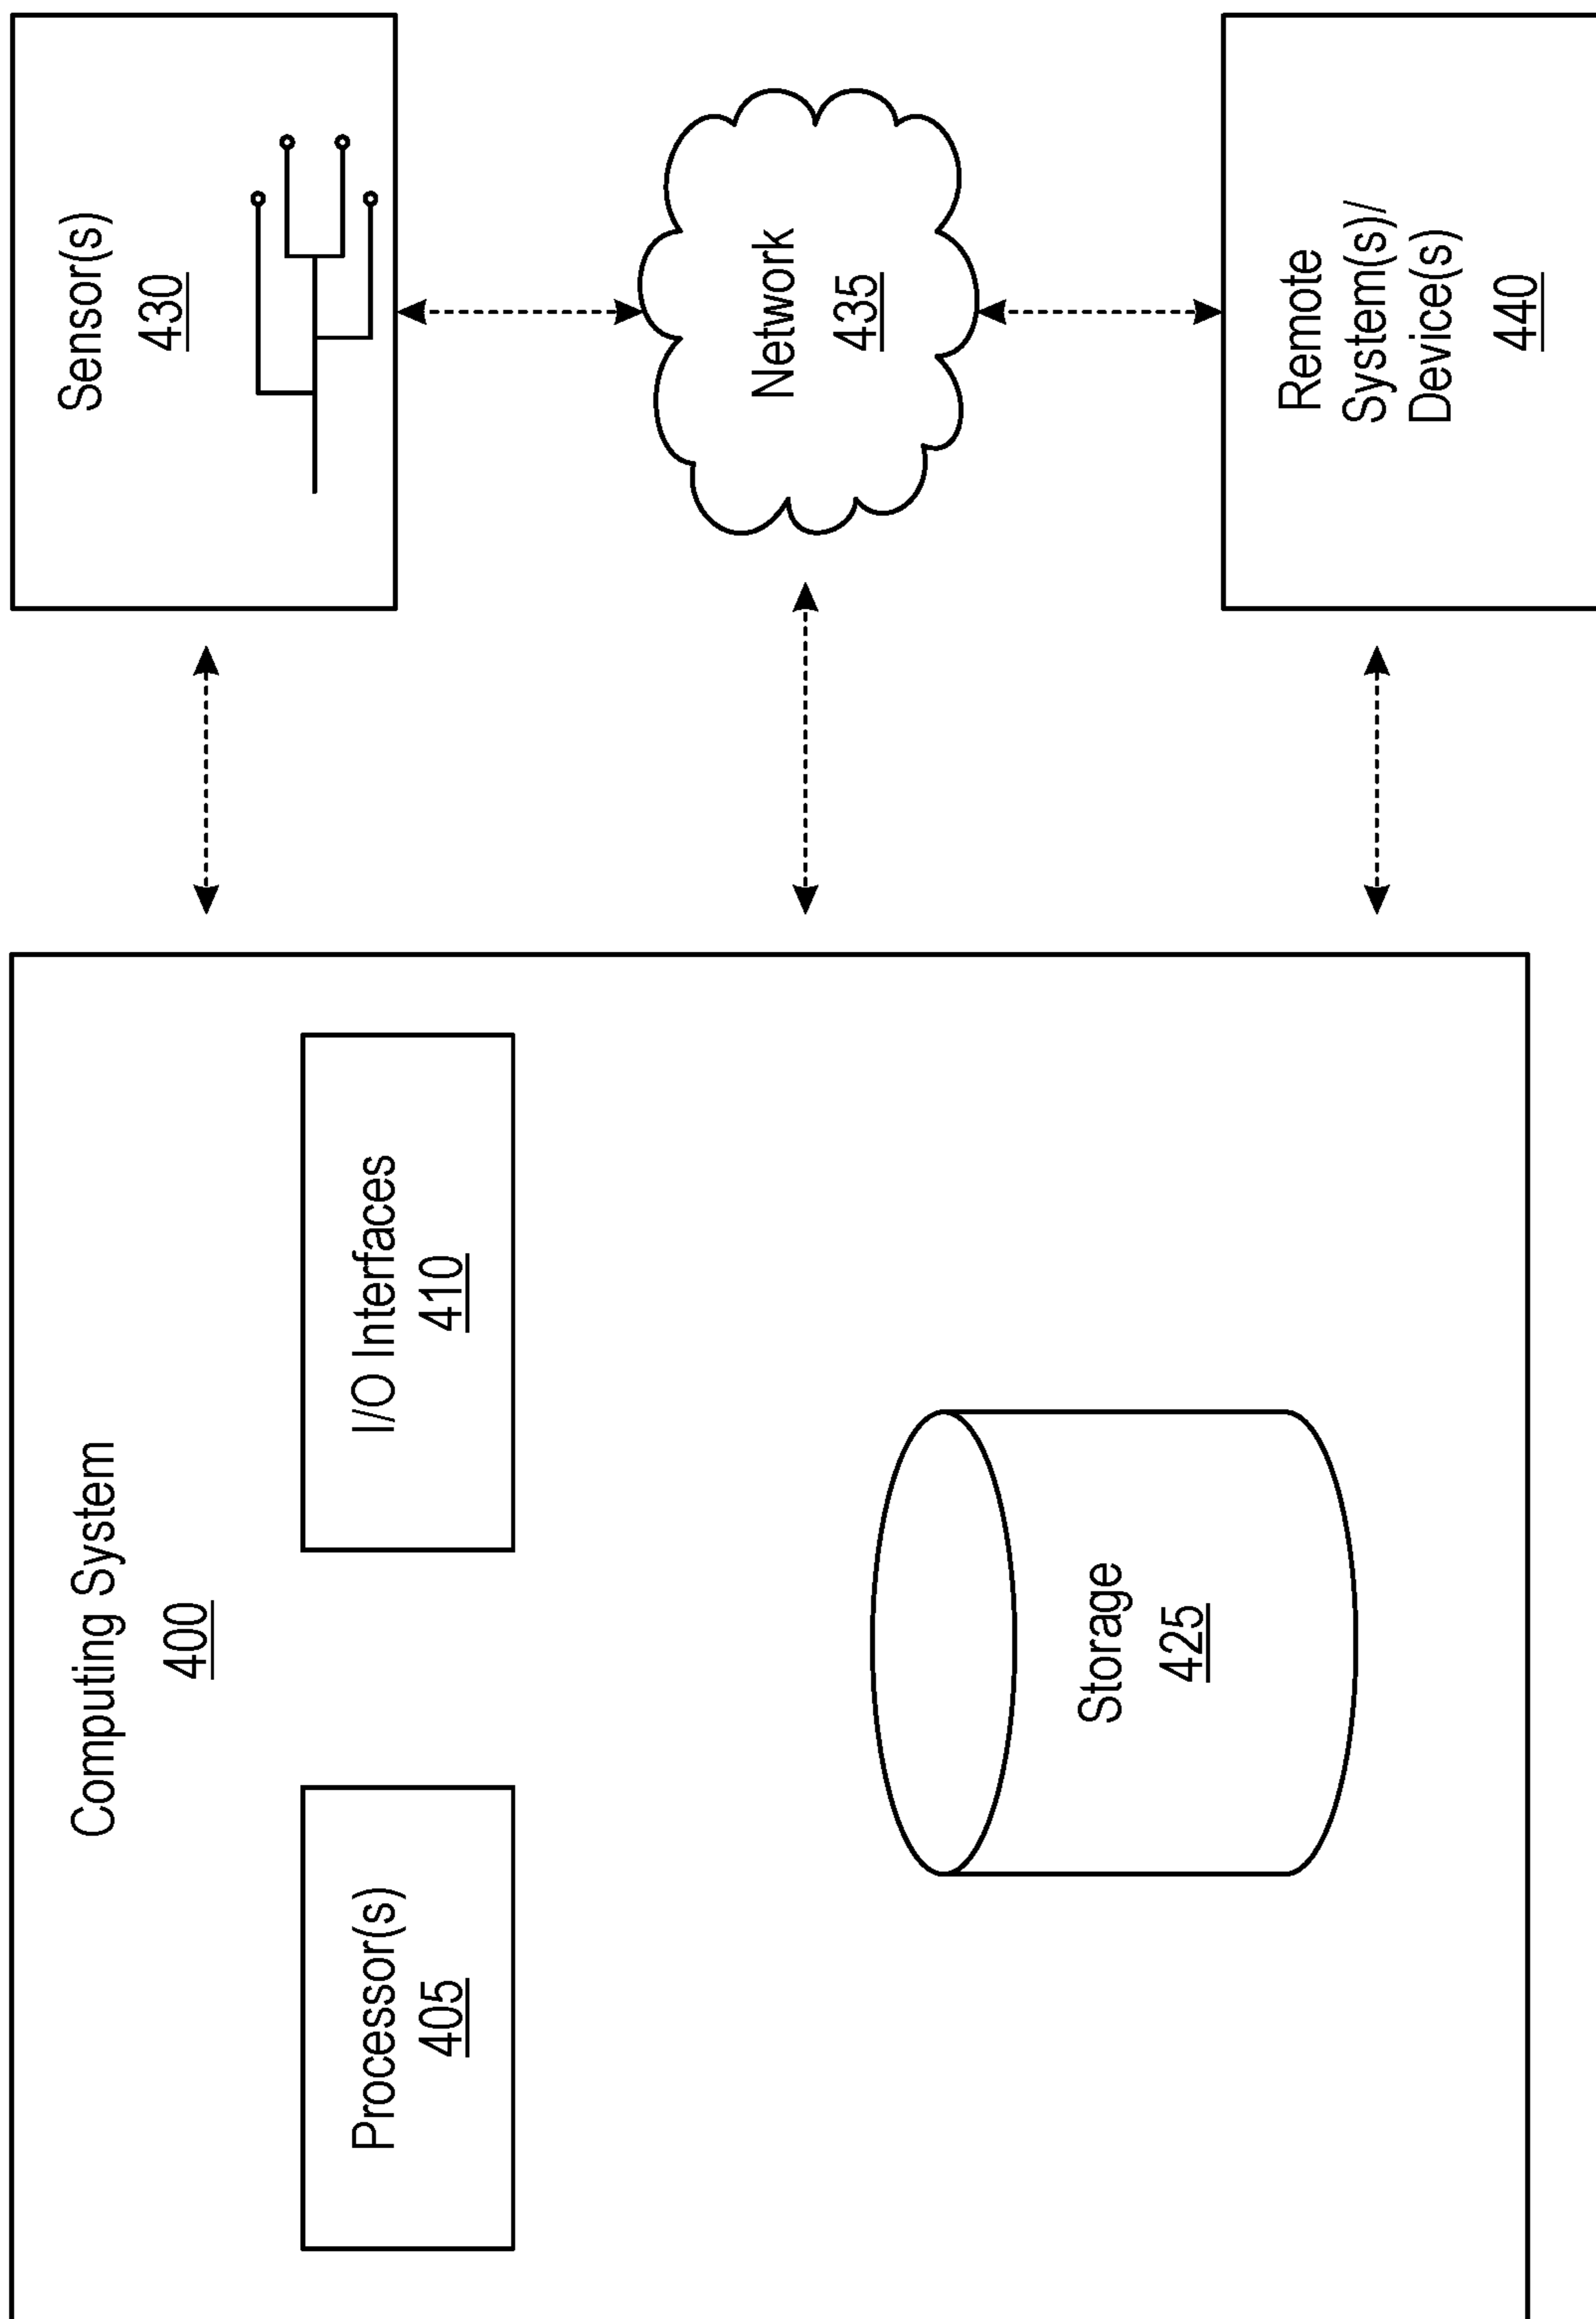 Computing System
400
Processor(s)
405
I/O Interfaces
410
Storage
425
Sensor(s)
430
Network
435
Remote
System(s)/
Device(s)
440